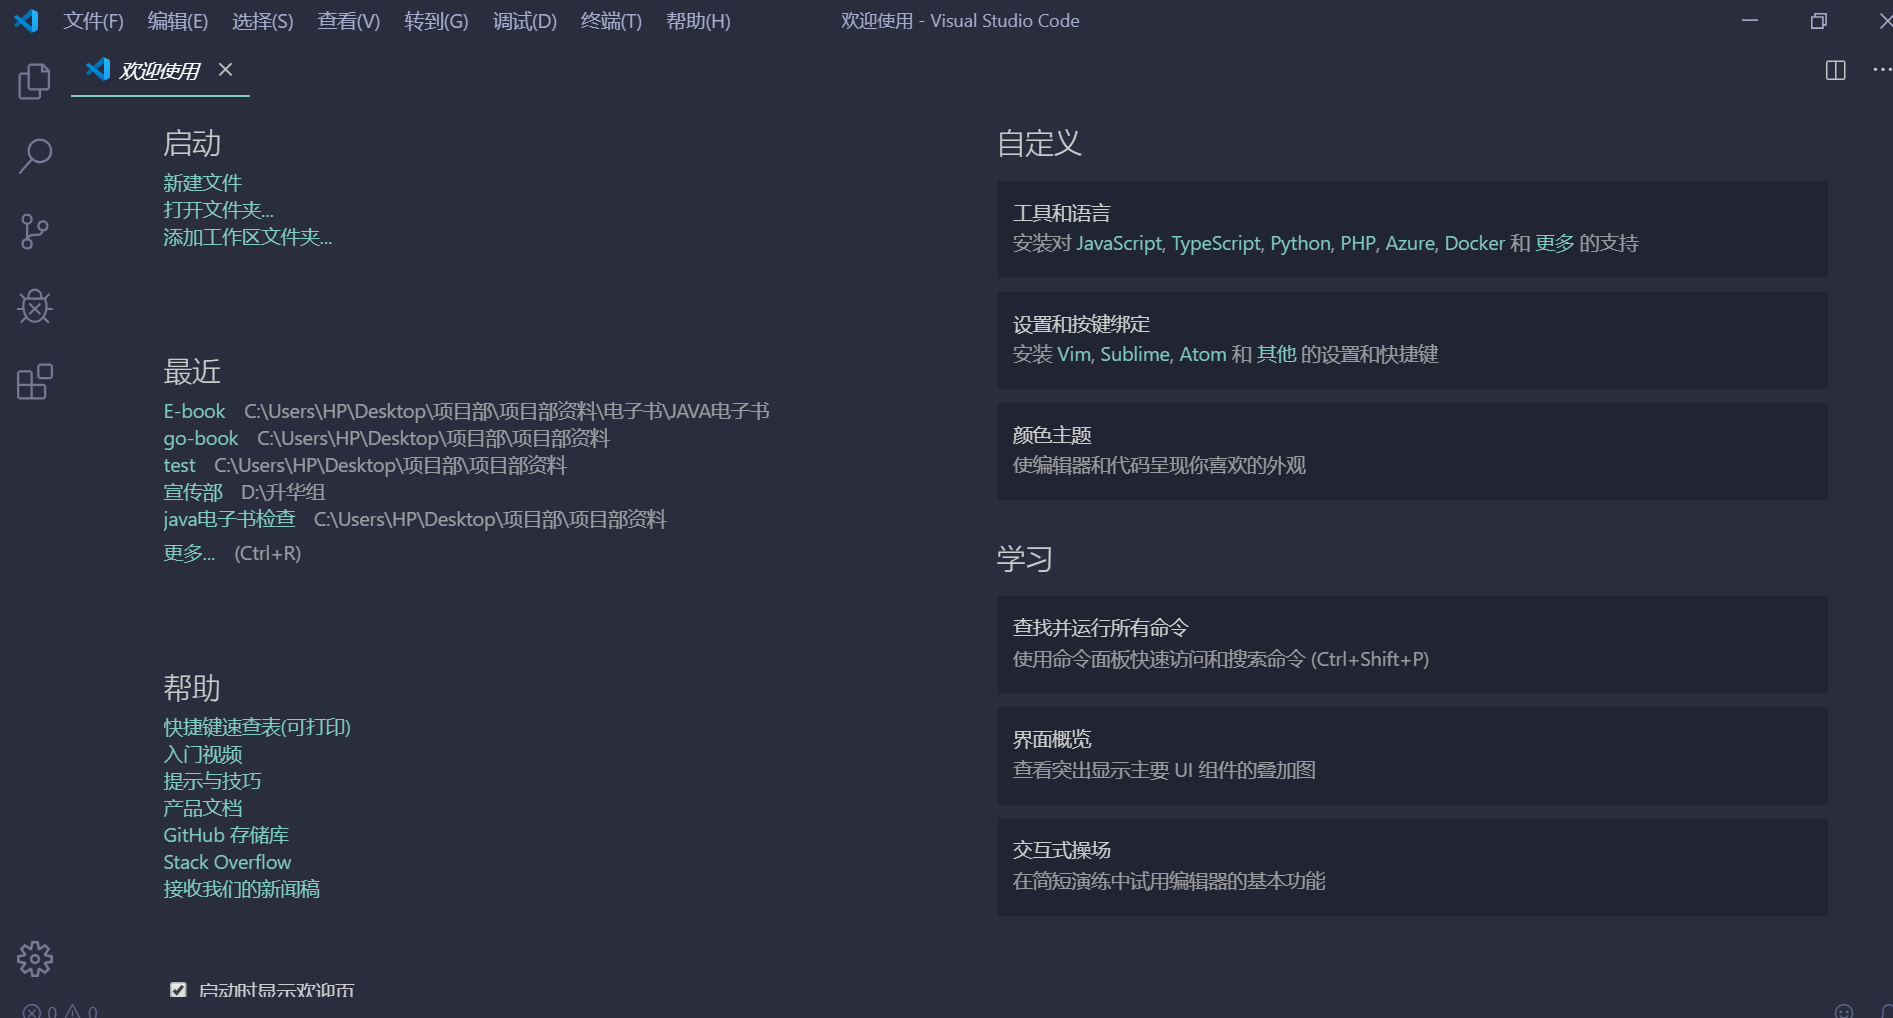 文件(F) 编辑(E) 选择(S) 查看(V) 转到(G) 调试(D) 终端(T) 帮助(H) 欢迎使用 - Visual Studio Code
欢迎使用
启动
新建文件
打开文件夹...
添加工作区文件夹...
最近
E-book C:\Users\HP\Desktop\项目部\项目部资料\电子书\JAVA电子书
go-book C:\Users\HP\Desktop\项目部\项目部资料
test C:\Users\HP\Desktop\项目部\项目部资料
宣传部 D:\升华组
java电子书检查 C:\Users\HP\Desktop\项目部\项目部资料
更多... (Ctrl+R)
帮助
快捷键速查表(可打印)
入门视频
提示与技巧
产品文档
GitHub 存储库
Stack Overflow
接收我们的新闻稿
启动时显示欢迎页
自定义
工具和语言
安装对 JavaScript, TypeScript, Python, PHP, Azure, Docker 和 更多 的支持
设置和按键绑定
安装 Vim, Sublime, Atom 和 其他 的设置和快捷键
颜色主题
使编辑器和代码呈现你喜欢的外观
学习
查找并运行所有命令
使用命令面板快速访问和搜索命令 (Ctrl+Shift+P)
界面概览
查看突出显示主要 UI 组件的叠加图
交互式操场
在简短演练中试用编辑器的基本功能
0 0